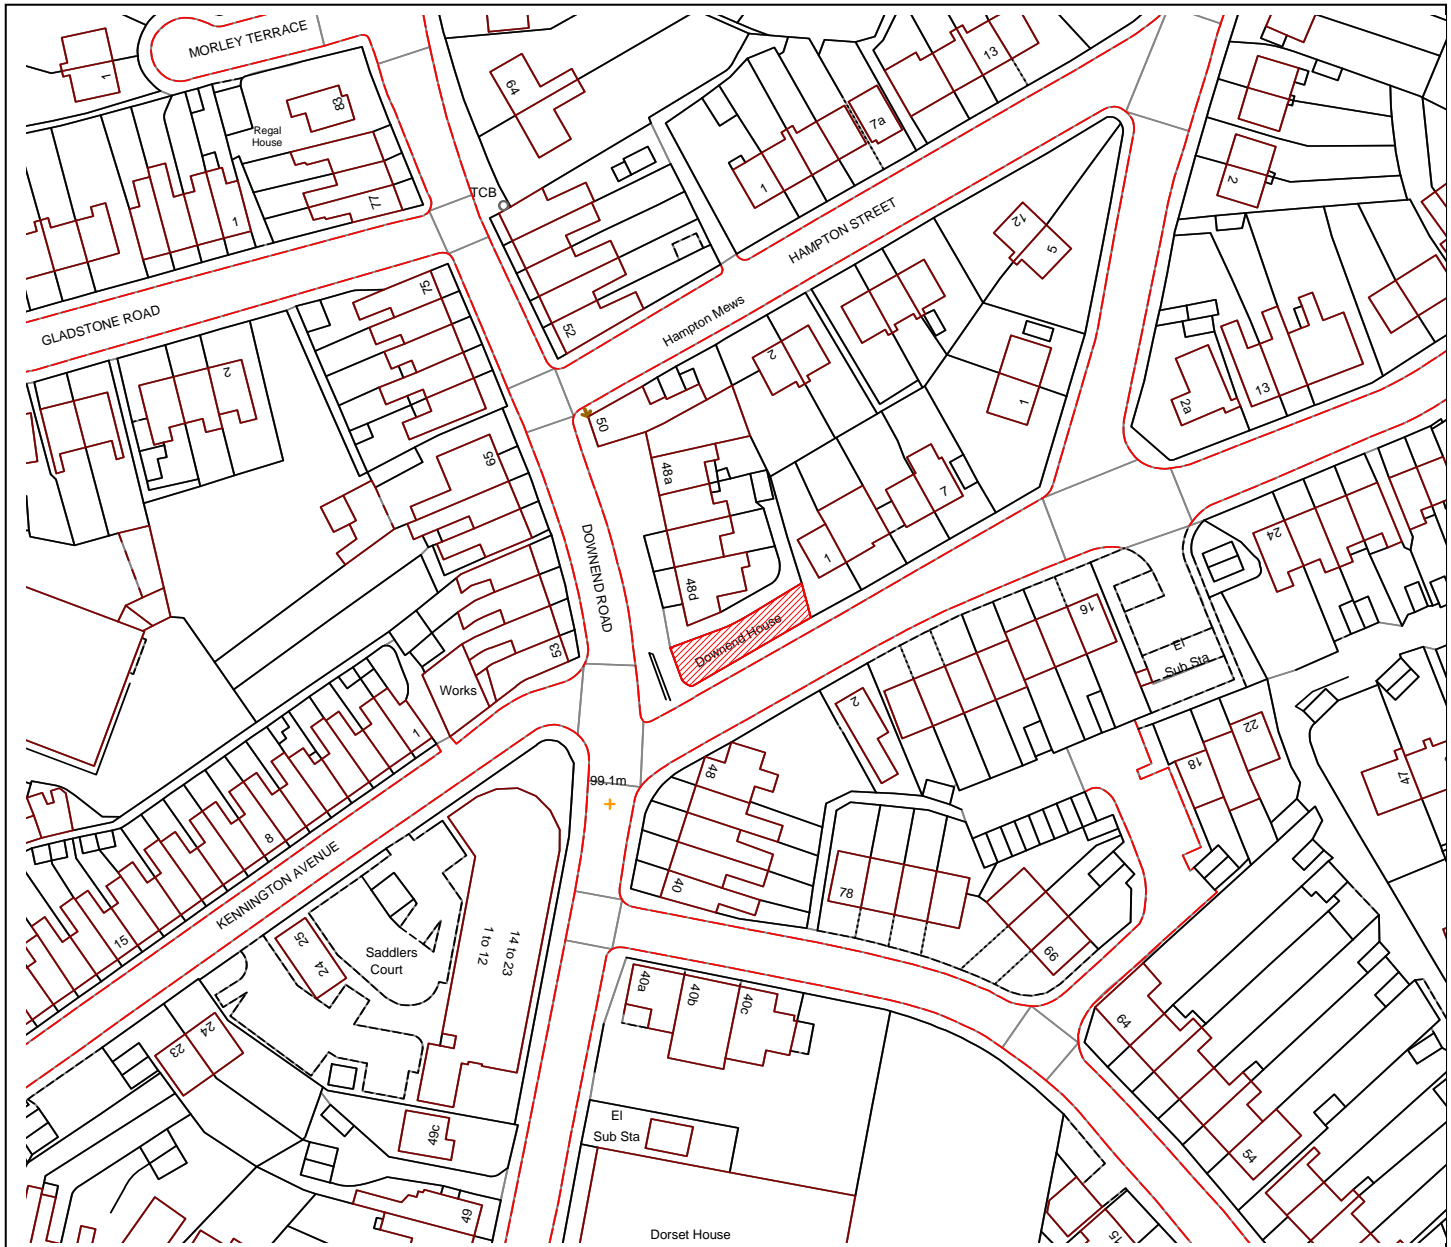 MORLEY TERRACE
1
83
Regal
House
77
1
64
TCB
13
7a
1
HAMPTON STREET
12
5
2
GLADSTONE ROAD
75
52
Hampton Mews
2
2
1
2a
13
50
65
48a
7
1
24
DOWNEND ROAD
48d
53
Downend House
16
El
Sub Sta
Works
1
2
22
18
47
48
99.1m
8
40
78
66
KENNINGTON AVENUE
15
25
24
Saddlers
Court
1 to 12
14 to 23
40a
40b
40c
64
24
23
49c
El
Sub Sta
54
49
Dorset House
15